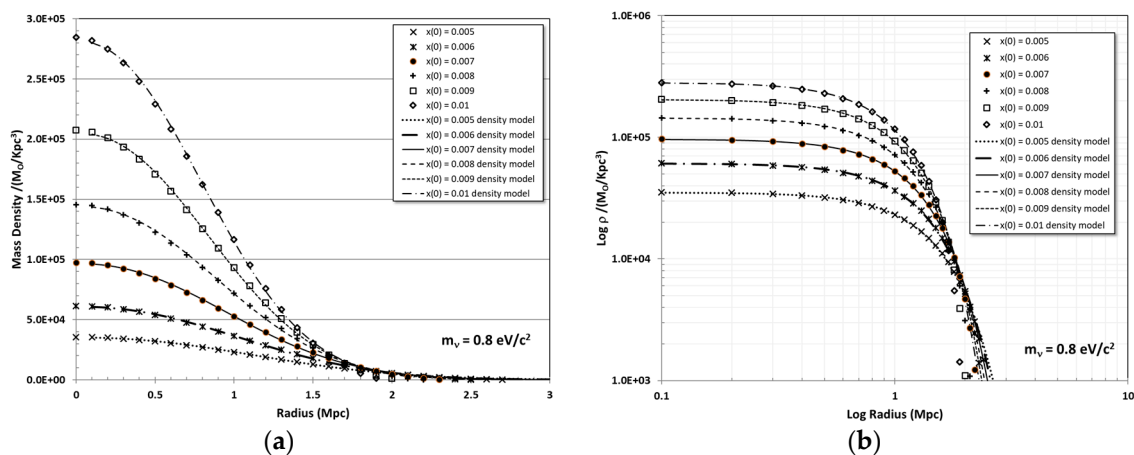 3.0E+05
2.5E+05
2.0E+05
1.5E+05
1.0E+05
5.0E+04
0.0E+00
Mass Density /(M₀/Kpc³)
0 0.5 1 1.5 2 2.5 3
Radius (Mpc)
x(0) = 0.005
x(0) = 0.006
x(0) = 0.007
x(0) = 0.008
x(0) = 0.009
x(0) = 0.01
x(0) = 0.005 density model
x(0) = 0.006 density model
x(0) = 0.007 density model
x(0) = 0.008 density model
x(0) = 0.009 density model
x(0) = 0.01 density model
mᵥ = 0.8 eV/c²
(a)
1.0E+06
1.0E+05
1.0E+04
1.0E+03
Log ρ /(M₀/Kpc³)
0.1 1 10
Log Radius (Mpc)
x(0) = 0.005
x(0) = 0.006
x(0) = 0.007
x(0) = 0.008
x(0) = 0.009
x(0) = 0.01
x(0) = 0.005 density model
x(0) = 0.006 density model
x(0) = 0.007 density model
x(0) = 0.008 density model
x(0) = 0.009 density model
x(0) = 0.01 density model
mᵥ = 0.8 eV/c²
(b)